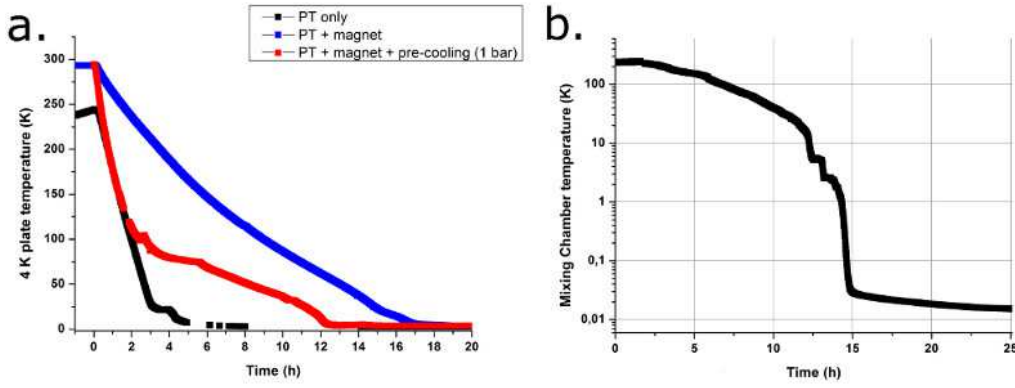 a.
PT only
PT + magnet
PT + magnet + pre-cooling (1 bar)
4 K plate temperature (K)
300
250
200
150
100
50
0
0 2 4 6 8 10 12 14 16 18 20
Time (h)
b.
Mixing Chamber temperature (K)
100
10
1
0,1
0,01
0 5 10 15 20 25
Time (h)